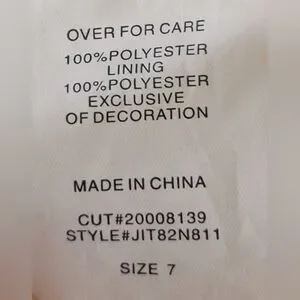 OVER FOR CARE
100%POLYESTER
LINING
100%POLYESTER
EXCLUSIVE
OF DECORATION
MADE IN CHINA
CUT#20008139
STYLE#JIT82N811
SIZE 7